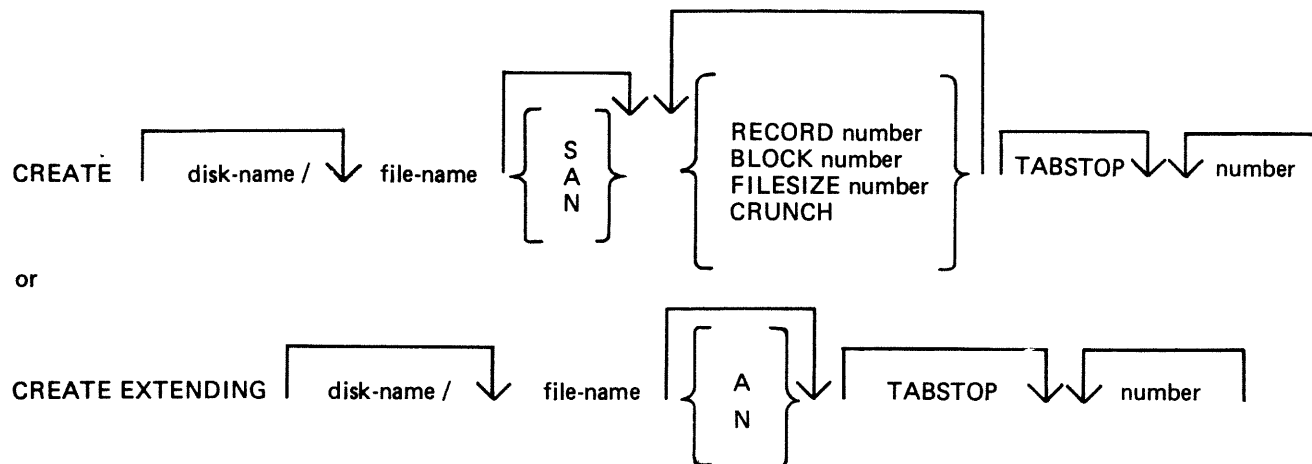 CREATE disk-name / file-name { S A N } { RECORD number
BLOCK number
FILESIZE number
CRUNCH } TABSTOP number
or
CREATE EXTENDING disk-name / file-name { A N } TABSTOP number